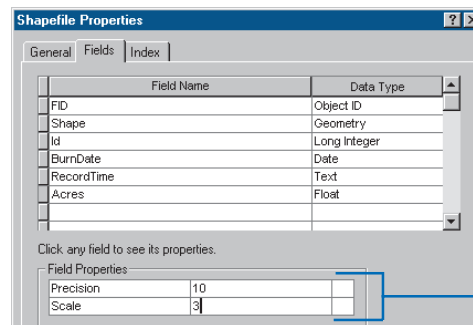 Shapefile Properties
General Fields Index
Field Name Data Type
FID Object ID
Shape Geometry
Id Long Integer
BurnDate Date
RecordTime Text
Acres Float
Click any field to see its properties.
Field Properties
Precision 10
Scale 3